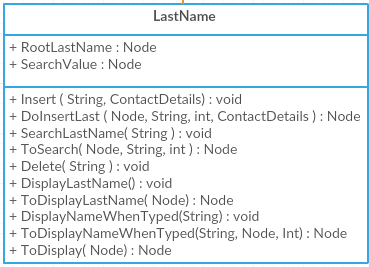 LastName
+ RootLastName : Node
+ SearchValue : Node
+ Insert ( String, ContactDetails) : void
+ DoInsertLast ( Node, String, int, ContactDetails ) : Node
+ SearchLastName( String ) : void
+ ToSearch( Node, String, int ) : Node
+ Delete( String ) : void
+ DisplayLastName() : void
+ ToDisplayLastName( Node) : Node
+ DisplayNameWhenTyped(String) : void
+ ToDisplayNameWhenTyped(String, Node, Int) : Node
+ ToDisplay( Node) : Node